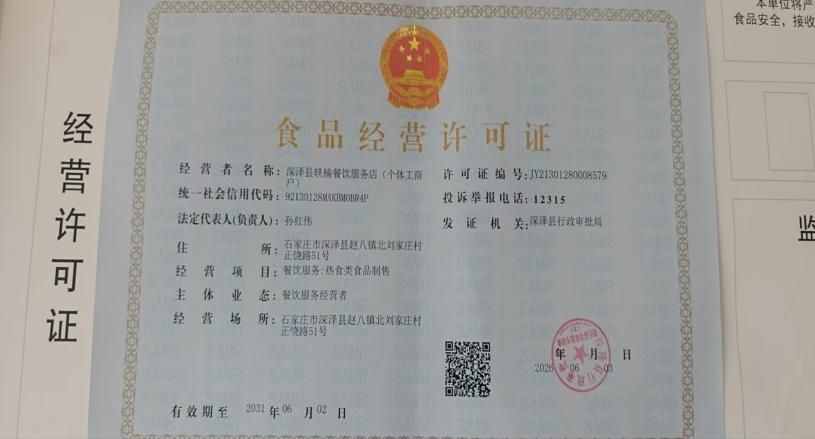 本单位将严
食品安全，接收
经营许可证
食品经营许可证
经营者名称：深泽县轶楠餐饮服务店（个体工商
户）
许可证编号：JY21301280008579
统一社会信用代码：92130128MAKBMOBR4P
投诉举报电话：12315
法定代表人(负责人)：孙红伟
发证机关：深泽县行政审批局
住所：石家庄市深泽县赵八镇北刘家庄村
正饶路51号
经营项目：餐饮服务:热食类食品制售
主体业态：餐饮服务经营者
经营场所：石家庄市深泽县赵八镇北刘家庄村
正饶路51号
年 月 日
2026 06 03
有效期至 2031 年 06 月 02 日
监